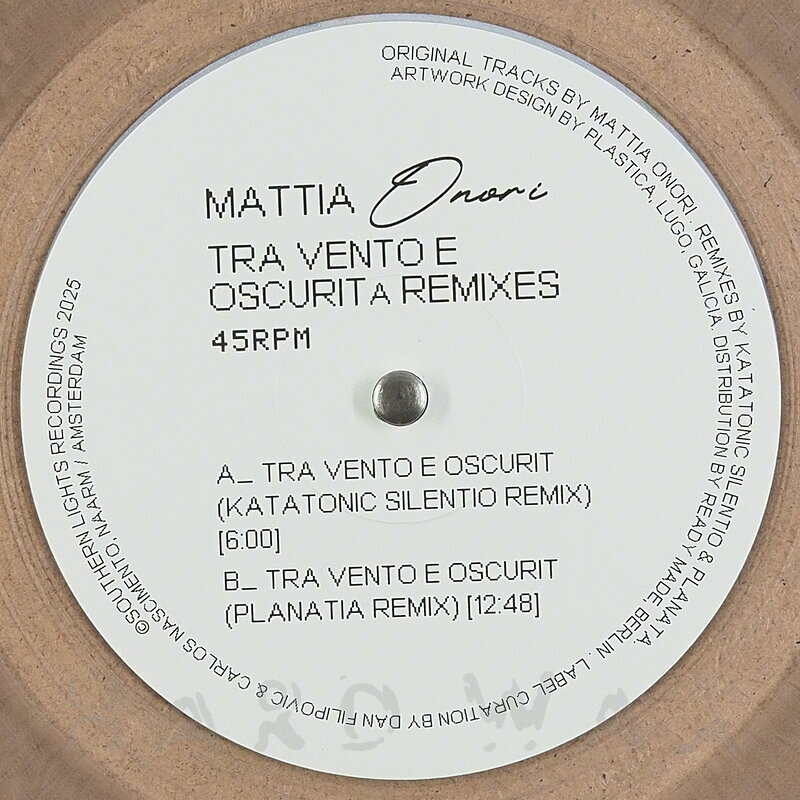 MATTIA Onori
TRA VENTO E
OSCURITA REMIXES
45RPM
A_ TRA VENTO E OSCURIT
(KATATONIC SILENTIO REMIX)
[6:00]
B_ TRA VENTO E OSCURIT
(PLANATIA REMIX) [12:48]
ORIGINAL TRACKS BY MATTIA ONORI . REMIXES BY KATATONIC SILENTIO & PLANATA.
ARTWORK DESIGN BY PLASTICA, LUGO, GALICIA. DISTRIBUTION BY READY MADE, BERLIN . LABEL CURATION BY DAN FILIPOVIC & CARLOS NASCIMENTO, NAARM / AMSTERDAM
©SOUTHERN LIGHTS RECORDINGS 2025